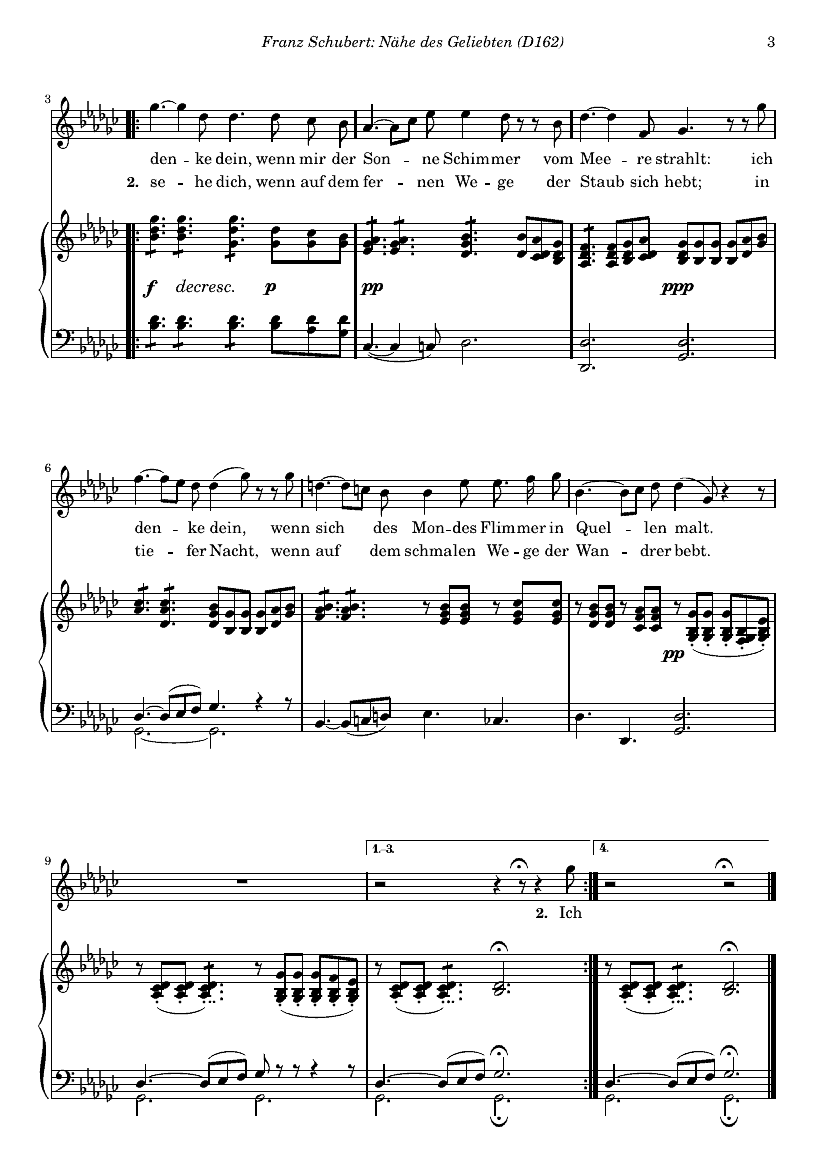 Franz Schubert: Nähe des Geliebten (D162) 3
3
den -- ke dein, wenn mir der Son -- ne Schimmer vom Mee -- re strahlt: ich
2. se -- he dich, wenn auf dem fer -- nen We -- ge der Staub sich hebt; in
f decresc. p pp ppp
6
den -- ke dein, wenn sich des Mon -- des Flimmer in Quel -- len malt.
tie -- fer Nacht, wenn auf dem schmalen We -- ge der Wan -- drer bebt.
pp
1.-3. 4.
9
2. Ich